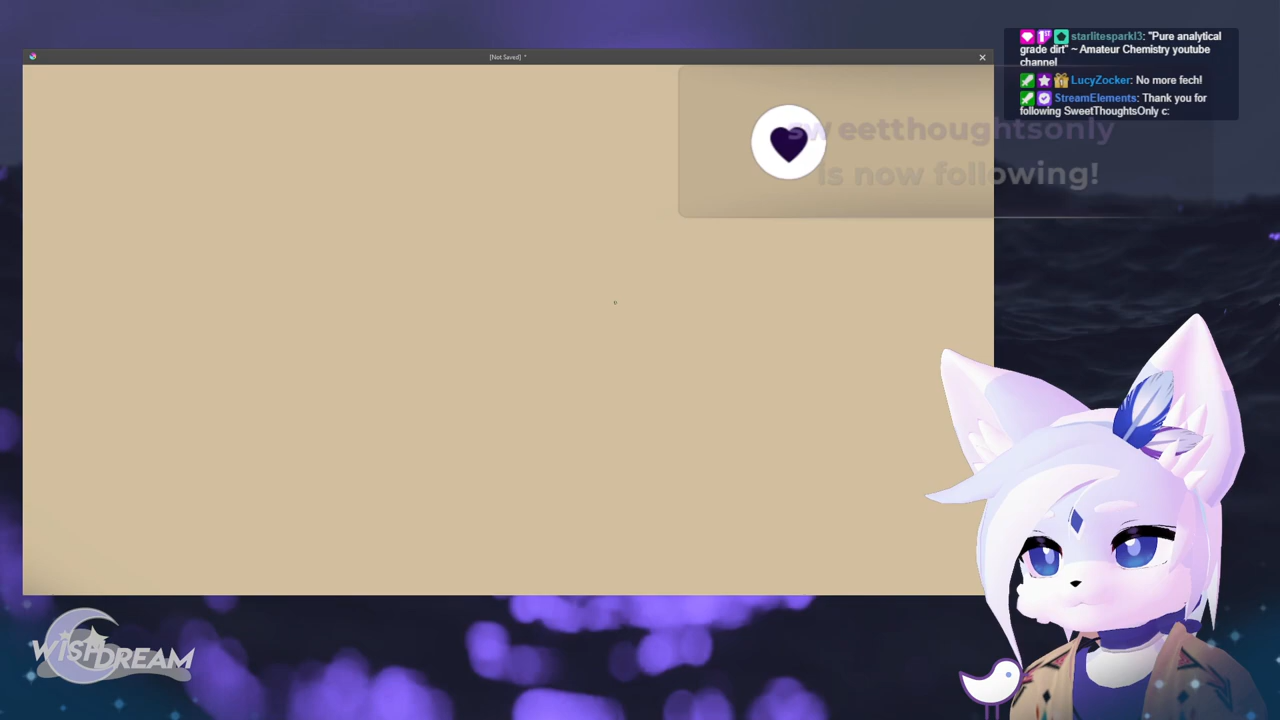 [Not Saved] *
starlitesparkl3: "Pure analytical
grade dirt" ~ Amateur Chemistry youtube
channel
LucyZocker: No more fech!
StreamElements: Thank you for
following SweetThoughtsOnly c:
sweetthoughtsonly
is now following!
WISHDREAM